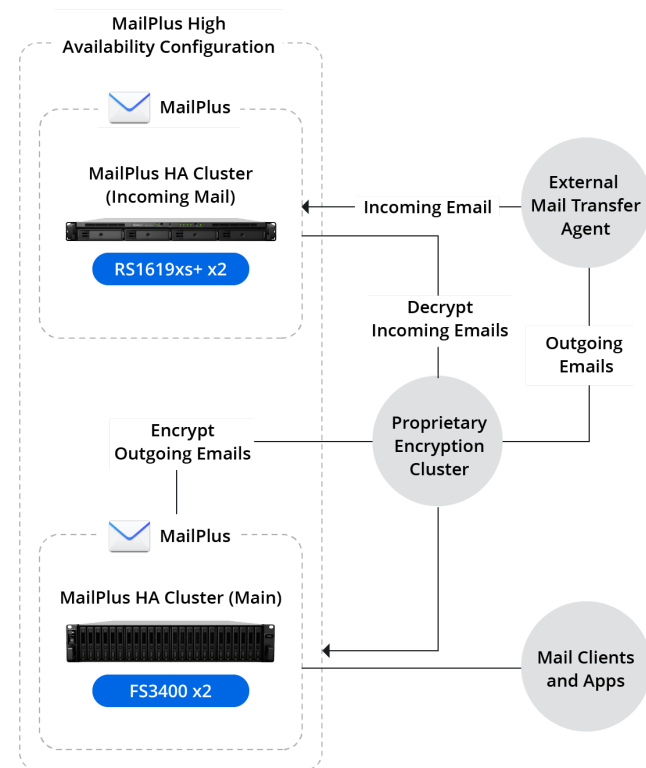 MailPlus High
Availability Configuration
MailPlus
MailPlus HA Cluster
(Incoming Mail)
RS1619xs+ x2
Incoming Email
External
Mail Transfer
Agent
Decrypt
Incoming Emails
Outgoing
Emails
Encrypt
Outgoing Emails
Proprietary
Encryption
Cluster
MailPlus
MailPlus HA Cluster (Main)
FS3400 x2
Mail Clients
and Apps